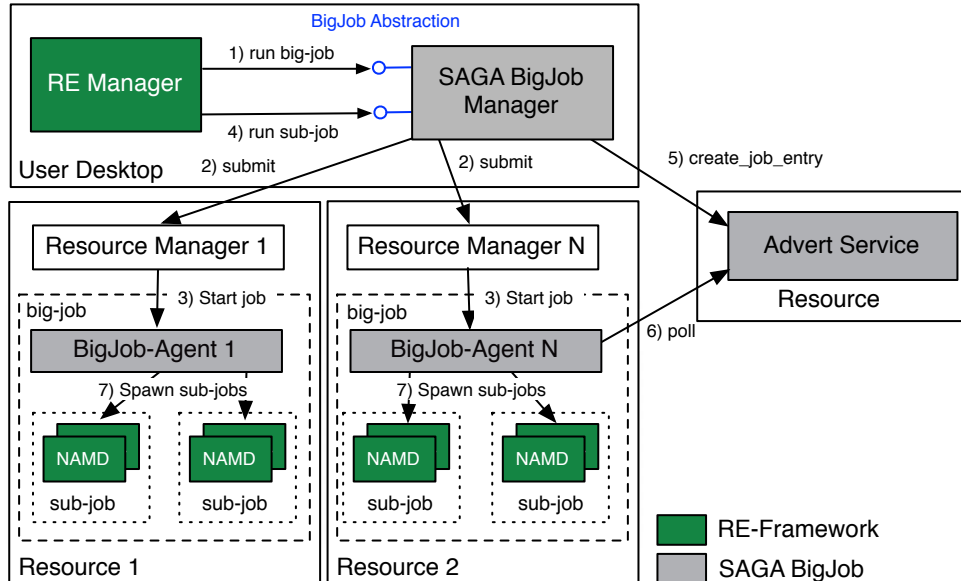 BigJob Abstraction
1) run big-job
RE Manager
SAGA BigJob
Manager
4) run sub-job
User Desktop
2) submit
2) submit
5) create_job_entry
Resource Manager 1
Resource Manager N
Advert Service
Resource
3) Start job
3) Start job
big-job
big-job
BigJob-Agent 1
BigJob-Agent N
6) poll
7) Spawn sub-jobs
7) Spawn sub-jobs
NAMD
NAMD
NAMD
NAMD
sub-job
sub-job
sub-job
sub-job
Resource 1
Resource 2
RE-Framework
SAGA BigJob